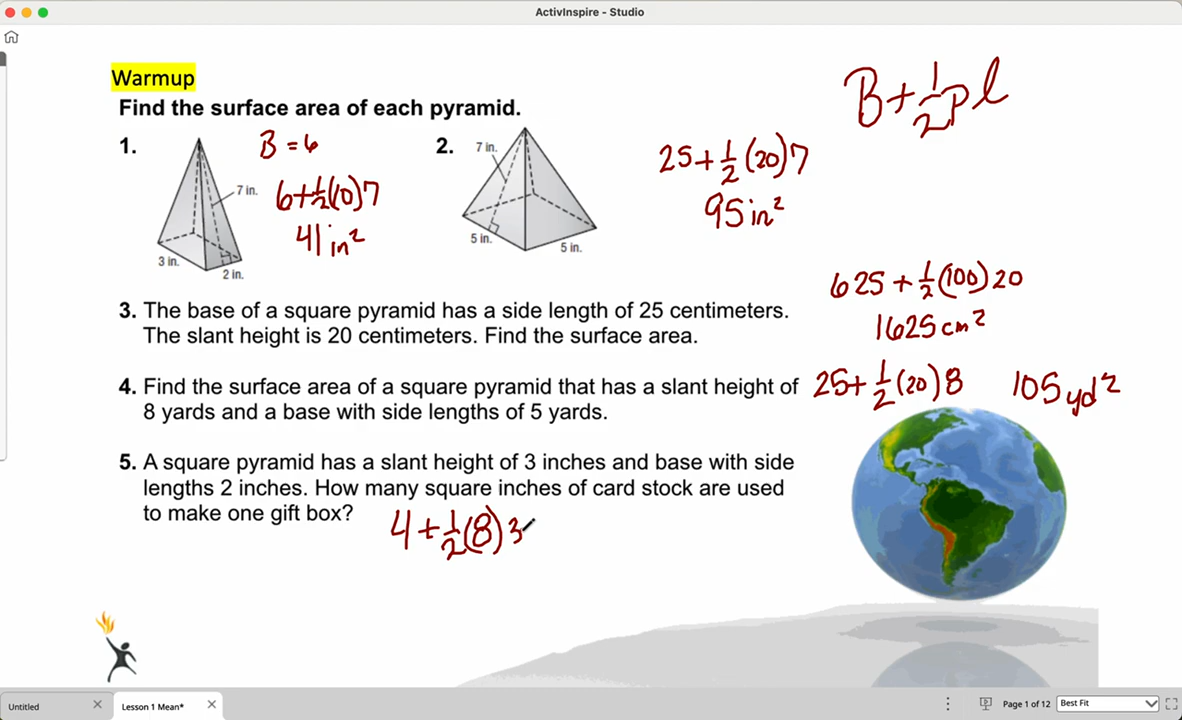 ActivInspire - Studio
Warmup
Find the surface area of each pyramid.
B + 1/2 p l
1.
7 in.
3 in.
2 in.
B = 6
6 + 1/2 (10) 7
41 in²
2.
7 in.
5 in.
5 in.
25 + 1/2 (20) 7
95 in²
3. The base of a square pyramid has a side length of 25 centimeters.
The slant height is 20 centimeters. Find the surface area.
625 + 1/2 (100) 20
1625 cm²
4. Find the surface area of a square pyramid that has a slant height of
8 yards and a base with side lengths of 5 yards.
25 + 1/2 (20) 8 105 yd²
5. A square pyramid has a slant height of 3 inches and base with side
lengths 2 inches. How many square inches of card stock are used
to make one gift box?
4 + 1/2 (8) 3
Untitled
Lesson 1 Mean*
Page 1 of 12
Best Fit